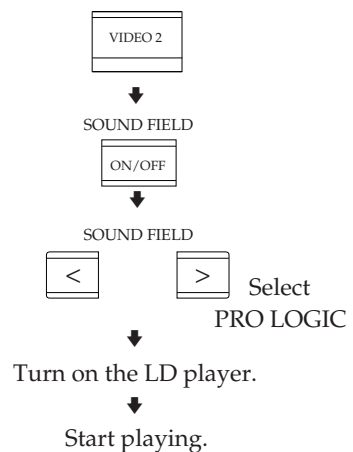 VIDEO 2
SOUND FIELD
ON/OFF
SOUND FIELD
< >
Select
PRO LOGIC
Turn on the LD player.
Start playing.